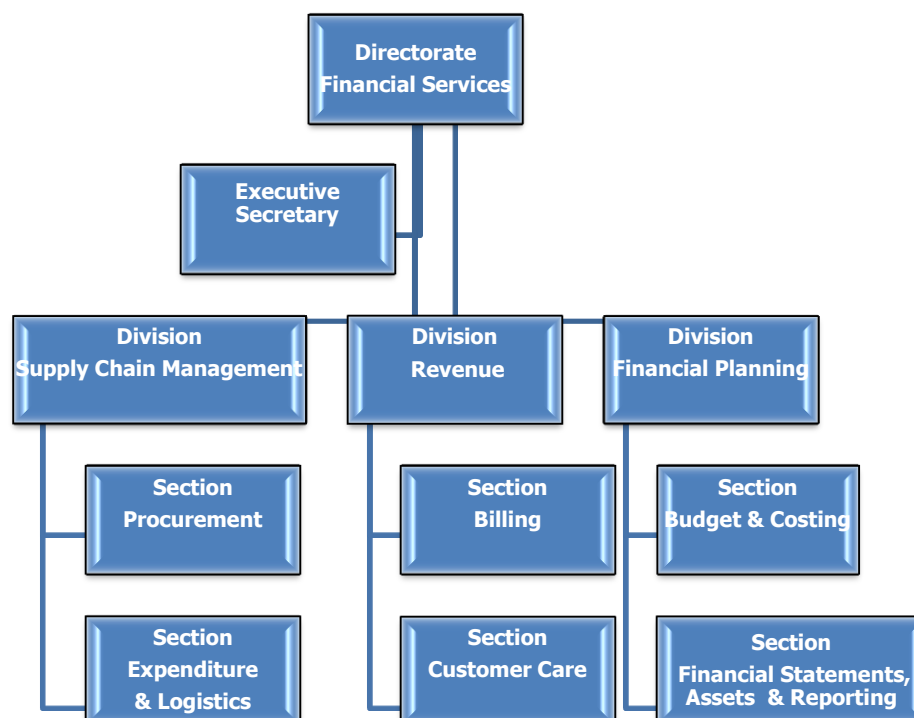 Directorate
Financial Services
Executive
Secretary
Division
Supply Chain Management
Division
Revenue
Division
Financial Planning
Section
Procurement
Section
Billing
Section
Budget & Costing
Section
Expenditure
& Logistics
Section
Customer Care
Section
Financial Statements,
Assets & Reporting